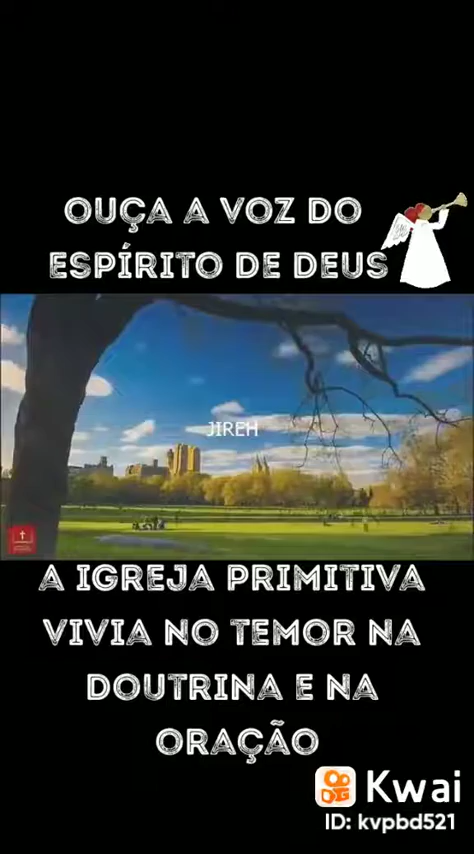 OUÇA A VOZ DO
ESPÍRITO DE DEUS
JIREH
A IGREJA PRIMITIVA
VIVIA NO TEMOR NA
DOUTRINA E NA
ORAÇÃO
Kwai
ID: kvpbd521